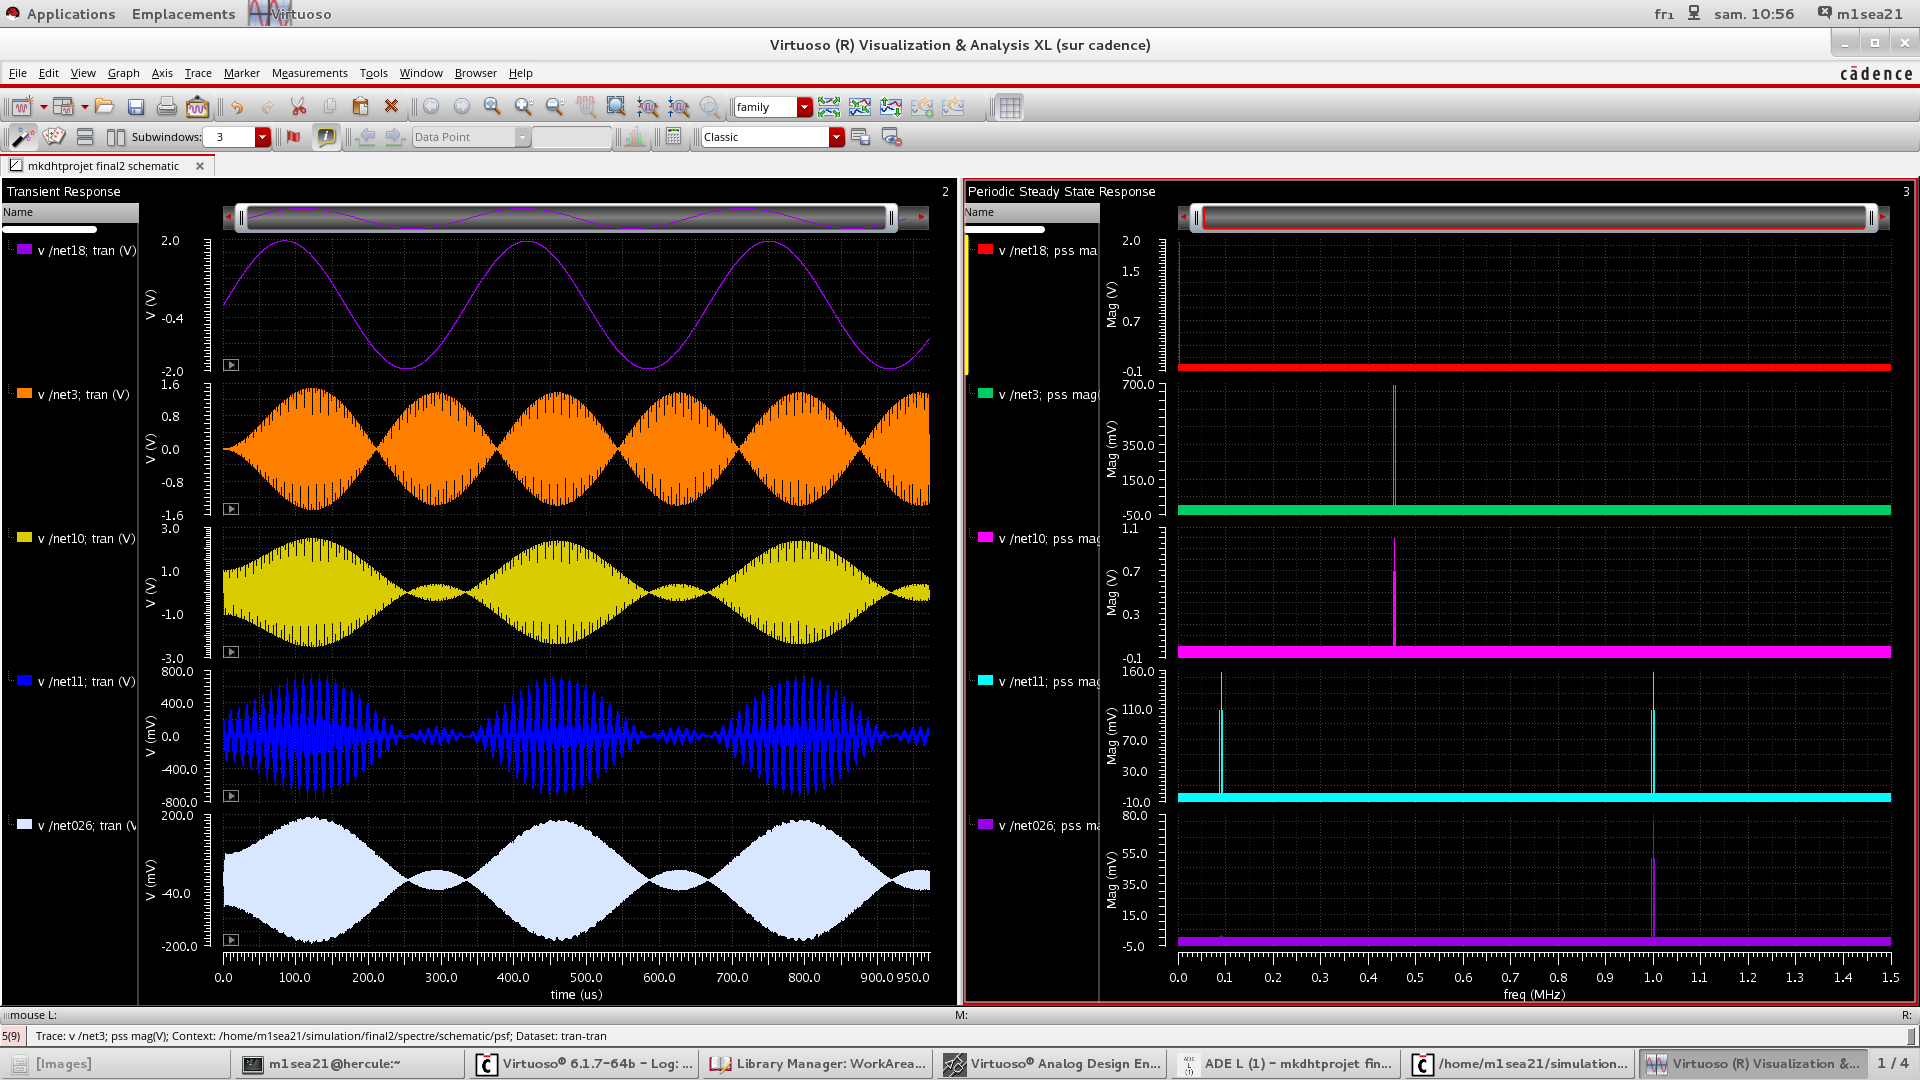 Applications Emplacements Virtuoso fr₁ sam. 10:56 m1sea21
Virtuoso (R) Visualization & Analysis XL (sur cadence)
File Edit View Graph Axis Trace Marker Measurements Tools Window Browser Help cādence
family
Subwindows: 3 Data Point Classic
mkdhtprojet final2 schematic
Transient Response 2
Name
v /net18; tran (V)
v /net3; tran (V)
v /net10; tran (V)
v /net11; tran (V)
v /net026; tran (V
V (V)
2.0
-0.4
-2.0
V (V)
1.6
0.8
0.0
-0.8
-1.6
V (V)
3.0
1.0
-1.0
-3.0
V (mV)
800.0
400.0
0.0
-400.0
-800.0
V (mV)
200.0
-40.0
-200.0
0.0 100.0 200.0 300.0 400.0 500.0 600.0 700.0 800.0 900.0 950.0
time (us)
Periodic Steady State Response 3
Name
v /net18; pss ma
v /net3; pss mag(
v /net10; pss mag
v /net11; pss mag
v /net026; pss ma
Mag (V)
2.0
1.5
0.7
-0.1
Mag (mV)
700.0
350.0
150.0
-50.0
Mag (V)
1.1
0.7
0.3
-0.1
Mag (mV)
160.0
110.0
70.0
30.0
-10.0
Mag (mV)
80.0
55.0
35.0
15.0
-5.0
0.0 0.1 0.2 0.3 0.4 0.5 0.6 0.7 0.8 0.9 1.0 1.1 1.2 1.3 1.4 1.5
freq (MHz)
mouse L: M: R:
5(9) Trace: v /net3; pss mag(V); Context: /home/m1sea21/simulation/final2/spectre/schematic/psf; Dataset: tran-tran
[Images] m1sea21@hercule:~ Virtuoso® 6.1.7-64b - Log: ... Library Manager: WorkArea... Virtuoso® Analog Design En... ADE L (1) - mkdhtprojet fin... /home/m1sea21/simulation... Virtuoso (R) Visualization &... 1 / 4